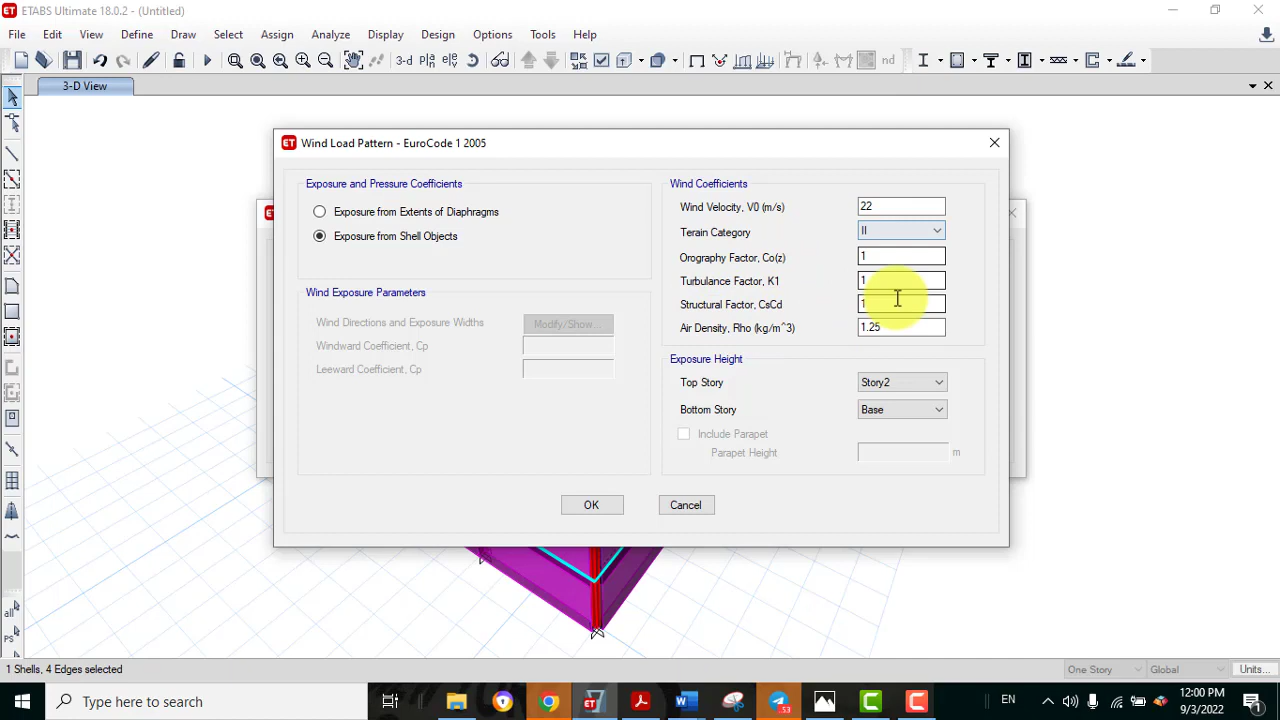 ETABS Ultimate 18.0.2 - (Untitled)
File Edit View Define Draw Select Assign Analyze Display Design Options Tools Help
3-d nd
3-D View
Wind Load Pattern - EuroCode 1 2005
Exposure and Pressure Coefficients
Exposure from Extents of Diaphragms
Exposure from Shell Objects
Wind Exposure Parameters
Wind Directions and Exposure Widths Modify/Show...
Windward Coefficient, Cp
Leeward Coefficient, Cp
Wind Coefficients
Wind Velocity, V0 (m/s) 22
Terain Category II
Orography Factor, Co(z) 1
Turbulance Factor, K1 1
Structural Factor, CsCd 1
Air Density, Rho (kg/m^3) 1.25
Exposure Height
Top Story Story2
Bottom Story Base
Include Parapet
Parapet Height m
OK Cancel
all
PS
1 Shells, 4 Edges selected One Story Global Units...
Type here to search 53 EN 12:00 PM
9/3/2022